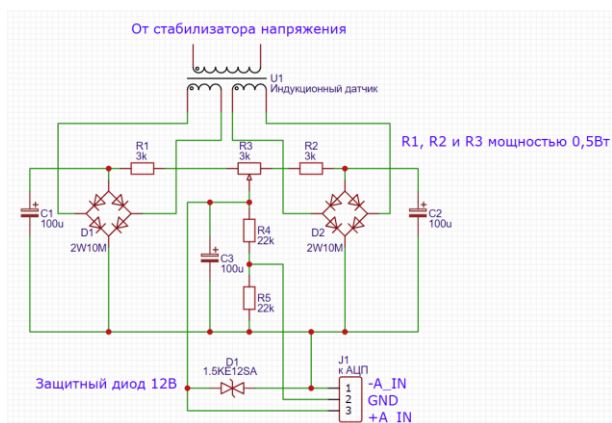 От стабилизатора напряжения
U1
Индукционный датчик
R1, R2 и R3 мощностью 0,5Вт
R1
3k
R3
3k
R2
3k
+
C1
100u
D1
2W10M
+
C3
100u
R4
22k
R5
22k
D2
2W10M
+
C2
100u
Защитный диод 12В
D1
1.5KE12SA
J1
к АЦП
1
2
3
-A_IN
GND
+A_IN